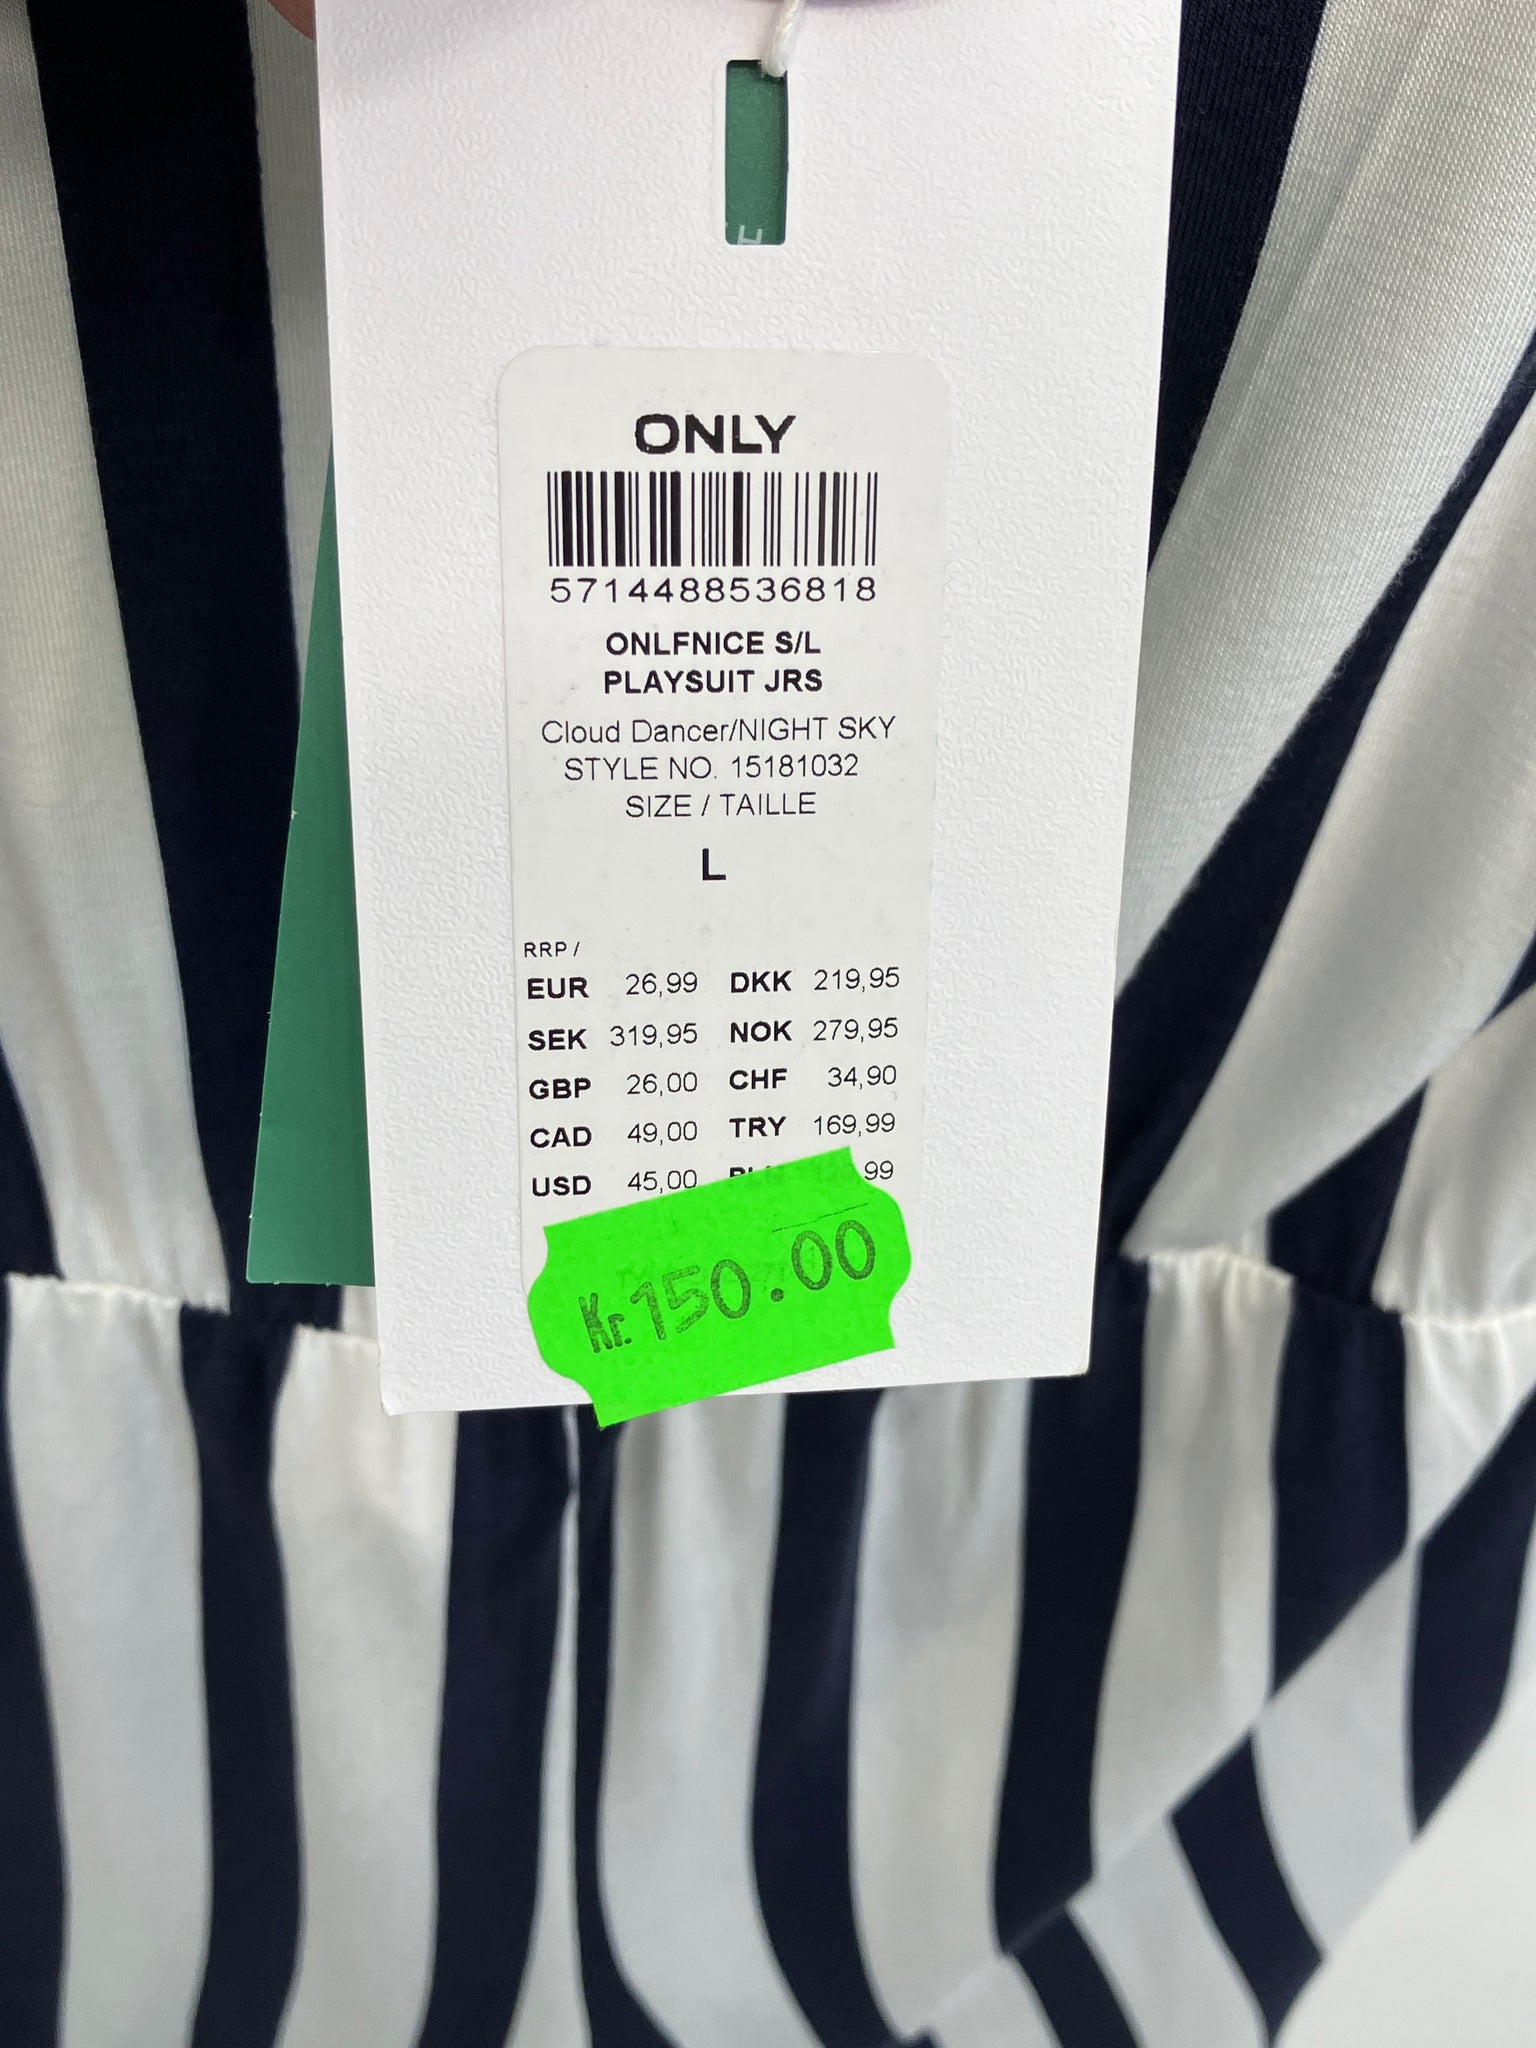 ONLY
5714488536818
ONLFNICE S/L
PLAYSUIT JRS
Cloud Dancer/NIGHT SKY
STYLE NO. 15181032
SIZE / TAILLE
L
RRP /
EUR 26,99 DKK 219,95
SEK 319,95 NOK 279,95
GBP 26,00 CHF 34,90
CAD 49,00 TRY 169,99
USD 45,00
Kr.150.00